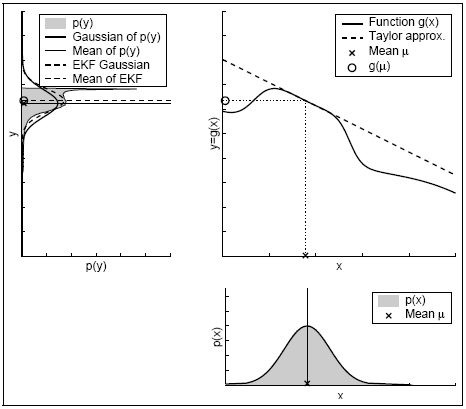 p(y)
Gaussian of p(y)
Mean of p(y)
EKF Gaussian
Mean of EKF
y
p(y)
Function g(x)
Taylor approx.
Mean μ
g(μ)
y=g(x)
x
p(x)
Mean μ
p(x)
x